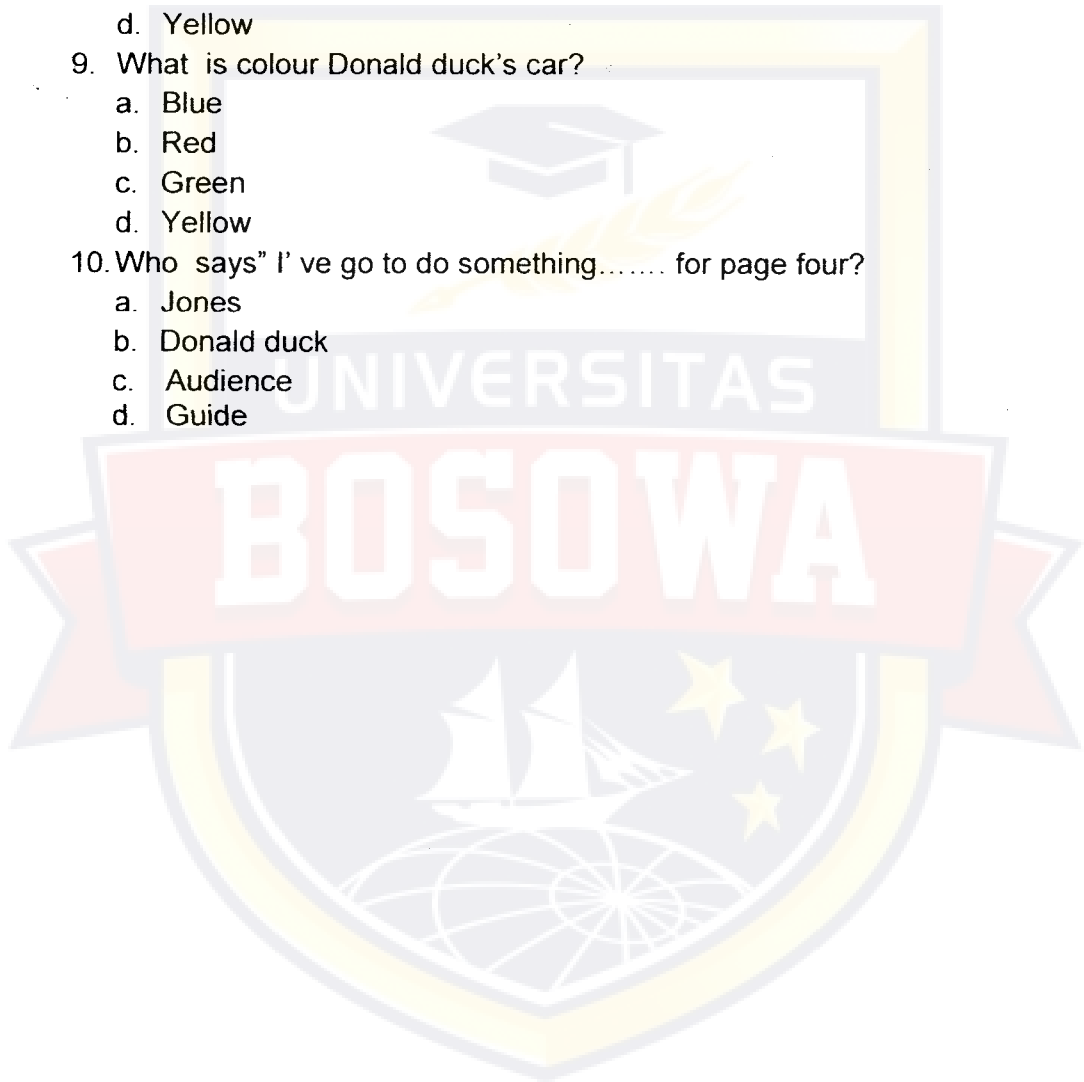 d. Yellow
9. What is colour Donald duck's car?
a. Blue
b. Red
c. Green
d. Yellow
10. Who says" I' ve go to do something....... for page four?
a. Jones
b. Donald duck
c. Audience
d. Guide
UNIVERSITAS
BOSOWA